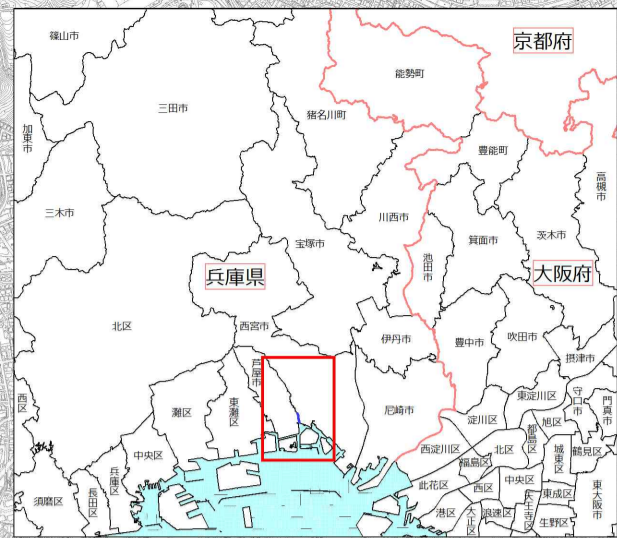 篠山市
京都府
能勢町
三田市
猪名川町
加東市
豊能町
高槻市
三木市
川西市
茨木市
箕面市
宝塚市
池田市
兵庫県
大阪府
北区
西宮市
伊丹市
豊中市
吹田市
摂津市
芦屋市
西区
灘区
東灘区
尼崎市
東淀川区
守口市
門真市
淀川区
都島区
旭区
中央区
西淀川区
北区
城東区
鶴見区
福島区
兵庫区
此花区
西区
中央区
東成区
東大阪市
須磨区
長田区
港区
大正区
浪速区
天王寺区
生野区